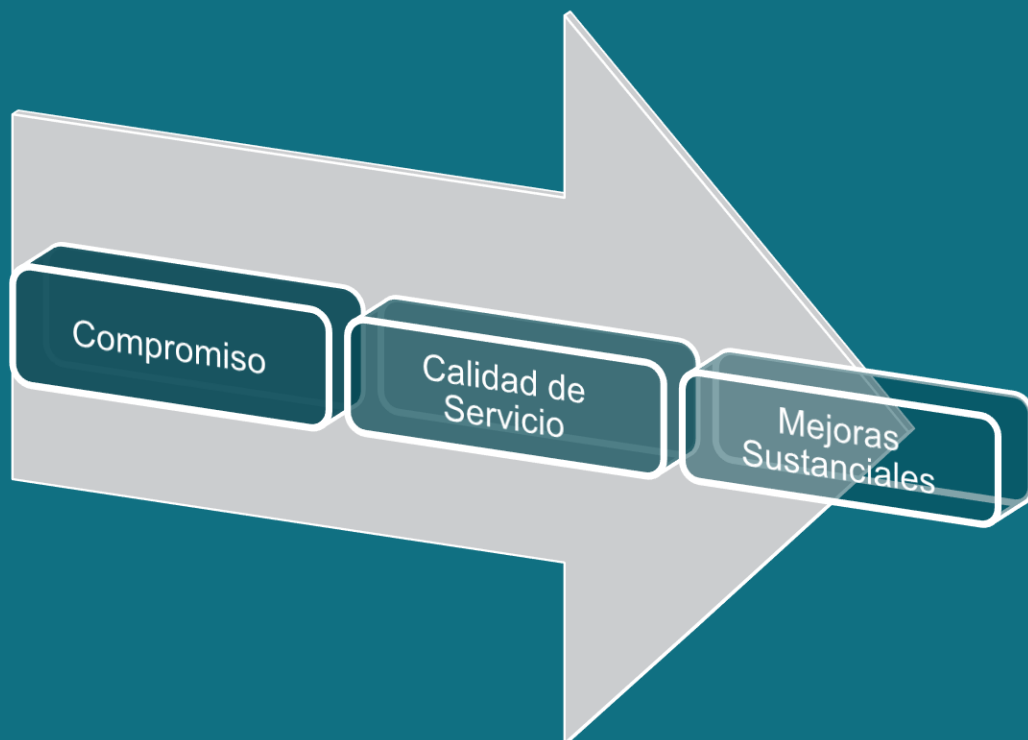 Compromiso
Calidad de
Servicio
Mejoras
Sustanciales